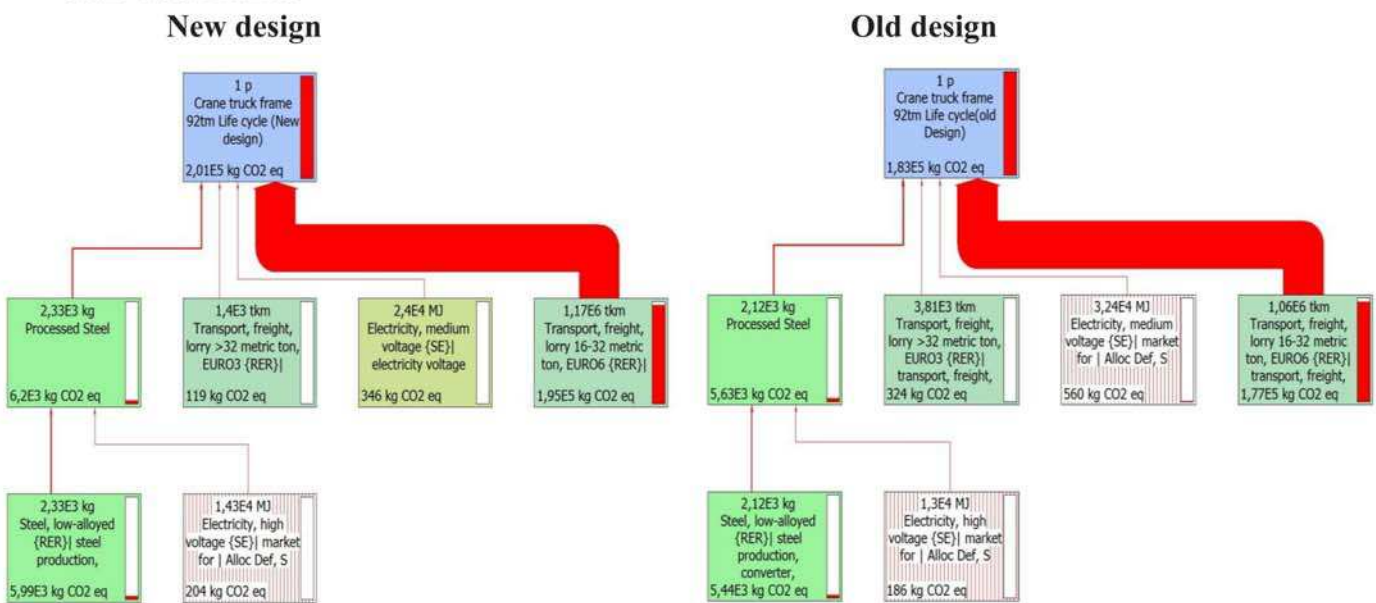 New design
Old design
1 p
Crane truck frame
92tm Life cycle (New
design)
2,01E5 kg CO2 eq
1 p
Crane truck frame
92tm Life cycle(old
Design)
1,83E5 kg CO2 eq
2,33E3 kg
Processed Steel
6,2E3 kg CO2 eq
1,4E3 tkm
Transport, freight,
lorry >32 metric ton,
EURO3 {RER}|
119 kg CO2 eq
2,4E4 MJ
Electricity, medium
voltage {SE}|
electricity voltage
346 kg CO2 eq
1,17E6 tkm
Transport, freight,
lorry 16-32 metric
ton, EURO6 {RER}|
1,95E5 kg CO2 eq
2,12E3 kg
Processed Steel
5,63E3 kg CO2 eq
3,81E3 tkm
Transport, freight,
lorry >32 metric ton,
EURO3 {RER}|
transport, freight,
324 kg CO2 eq
3,24E4 MJ
Electricity, medium
voltage {SE}| market
for | Alloc Def, S
560 kg CO2 eq
1,06E6 tkm
Transport, freight,
lorry 16-32 metric
ton, EURO6 {RER}|
transport, freight,
1,77E5 kg CO2 eq
2,33E3 kg
Steel, low-alloyed
{RER}| steel
production,
5,99E3 kg CO2 eq
1,43E4 MJ
Electricity, high
voltage {SE}| market
for | Alloc Def, S
204 kg CO2 eq
2,12E3 kg
Steel, low-alloyed
{RER}| steel
production,
converter,
5,44E3 kg CO2 eq
1,3E4 MJ
Electricity, high
voltage {SE}| market
for | Alloc Def, S
186 kg CO2 eq